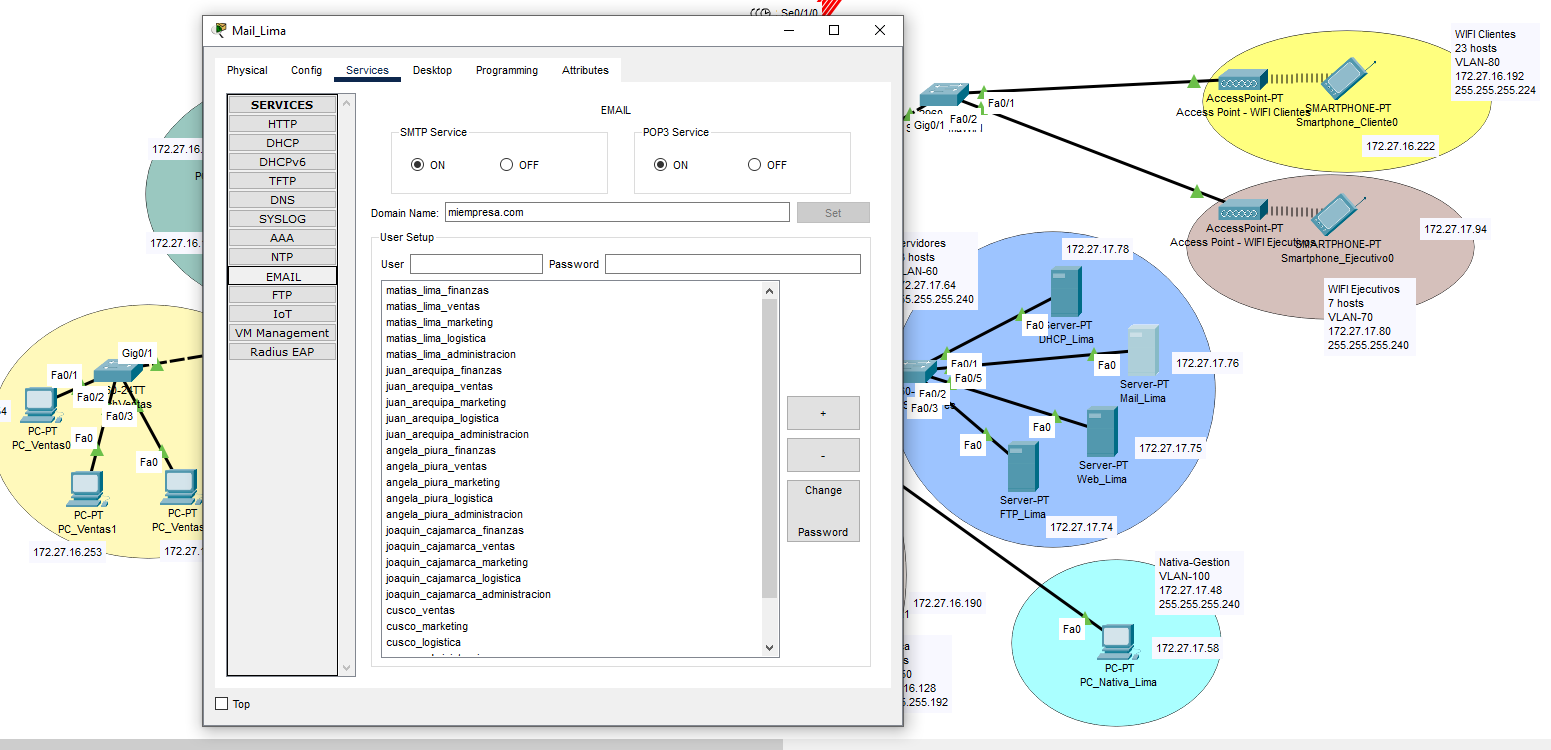 Se0/1/0
Mail_Lima
Physical
Config
Services
Desktop
Programming
Attributes
SERVICES
HTTP
DHCP
DHCPv6
TFTP
DNS
SYSLOG
AAA
NTP
EMAIL
FTP
IoT
VM Management
Radius EAP
EMAIL
SMTP Service
ON
OFF
POP3 Service
ON
OFF
Domain Name:
miempresa.com
Set
User Setup
User
Password
matias_lima_finanzas
matias_lima_ventas
matias_lima_marketing
matias_lima_logistica
matias_lima_administracion
juan_arequipa_finanzas
juan_arequipa_ventas
juan_arequipa_marketing
juan_arequipa_logistica
juan_arequipa_administracion
angela_piura_finanzas
angela_piura_ventas
angela_piura_marketing
angela_piura_logistica
angela_piura_administracion
joaquin_cajamarca_finanzas
joaquin_cajamarca_ventas
joaquin_cajamarca_marketing
joaquin_cajamarca_logistica
joaquin_cajamarca_administracion
cusco_ventas
cusco_marketing
cusco_logistica
+
-
Change
Password
Top
172.27.16.
172.27.16.
Gig0/1
Fa0/1
Fa0/2
Fa0/3
Fa0
Fa0
PC-PT
PC_Ventas0
PC-PT
PC_Ventas1
PC-PT
PC_Ventas
172.27.16.253
172.27.
Fa0/1
Fa0/2
Gig0/1
AccessPoint-PT
Access Point - WIFI Clientes
SMARTPHONE-PT
Smartphone_Cliente0
172.27.16.222
WIFI Clientes
23 hosts
VLAN-80
172.27.16.192
255.255.255.224
AccessPoint-PT
Access Point - WIFI Ejecutivos
SMARTPHONE-PT
Smartphone_Ejecutivo0
172.27.17.94
WIFI Ejecutivos
7 hosts
VLAN-70
172.27.17.80
255.255.255.240
ervidores
hosts
LAN-60
2.27.17.64
5.255.255.240
172.27.17.78
Fa0
Server-PT
DHCP_Lima
Fa0/1
Fa0/5
Fa0/2
Fa0/3
Fa0
Server-PT
Mail_Lima
172.27.17.76
Fa0
Server-PT
Web_Lima
172.27.17.75
Fa0
Server-PT
FTP_Lima
172.27.17.74
172.27.16.190
16.128
5.255.192
Nativa-Gestion
VLAN-100
172.27.17.48
255.255.255.240
Fa0
172.27.17.58
PC-PT
PC_Nativa_Lima